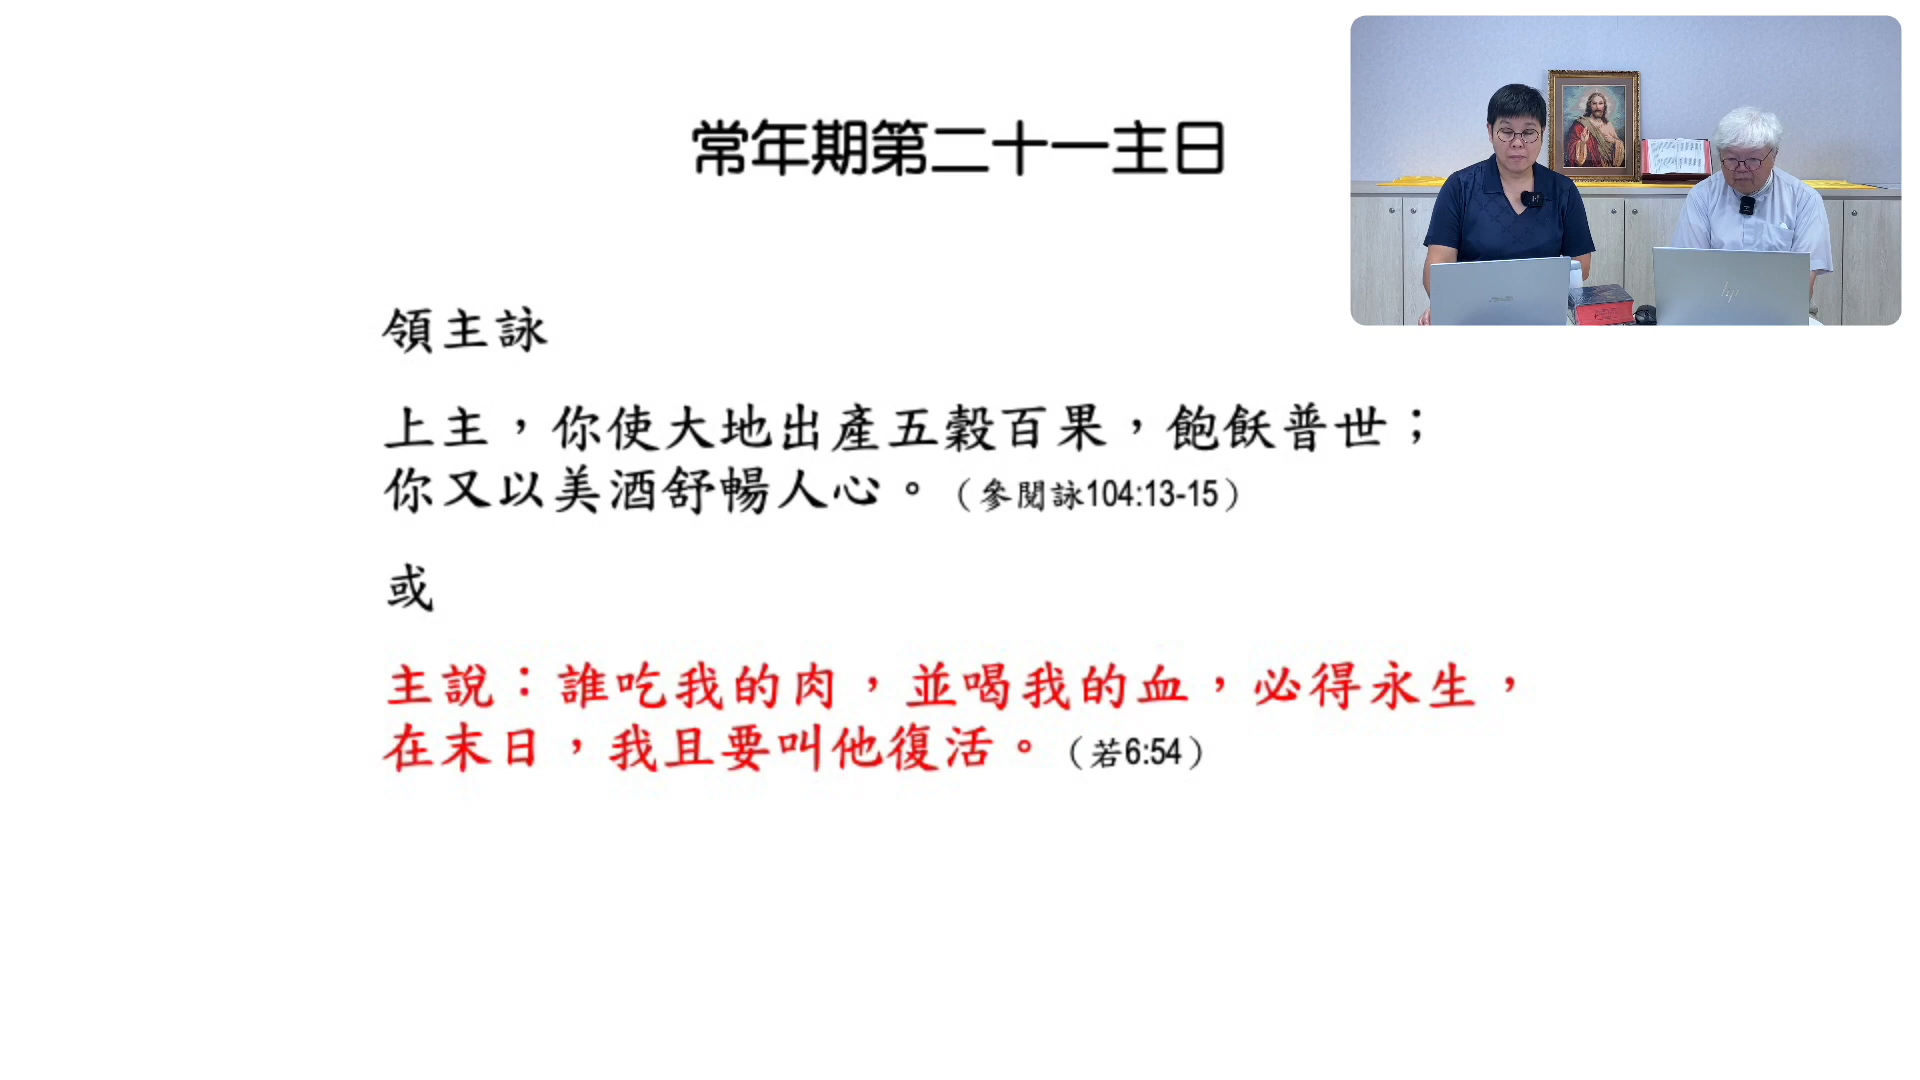 常年期第二十一主日
領主詠
上主，你使大地出產五穀百果，飽飫普世；
你又以美酒舒暢人心。（參閱詠104:13-15）
或
主說：誰吃我的肉，並喝我的血，必得永生，
在末日，我且要叫他復活。（若6:54）
hp